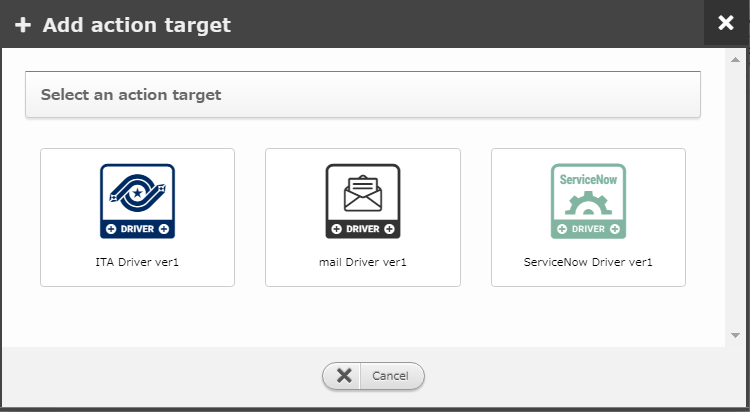 Add action target
Select an action target
DRIVER
ITA Driver ver1
DRIVER
mail Driver ver1
ServiceNow
DRIVER
ServiceNow Driver ver1
Cancel